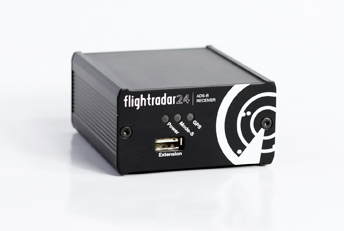 flightradar24 ADS-B
RECEIVER
Power Mode-S GPS
Extension